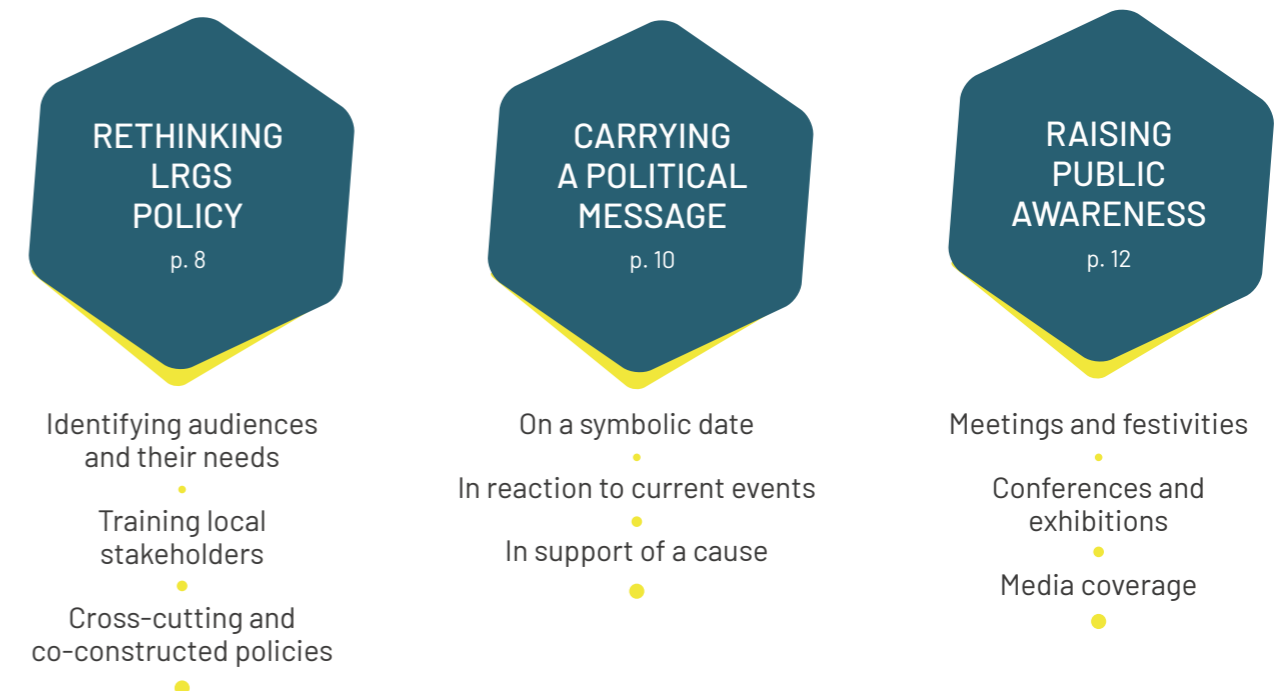 RETHINKING
LRGS
POLICY
p. 8
Identifying audiences
and their needs
Training local
stakeholders
Cross-cutting and
co-constructed policies
CARRYING
A POLITICAL
MESSAGE
p. 10
On a symbolic date
In reaction to current events
In support of a cause
RAISING
PUBLIC
AWARENESS
p. 12
Meetings and festivities
Conferences and
exhibitions
Media coverage